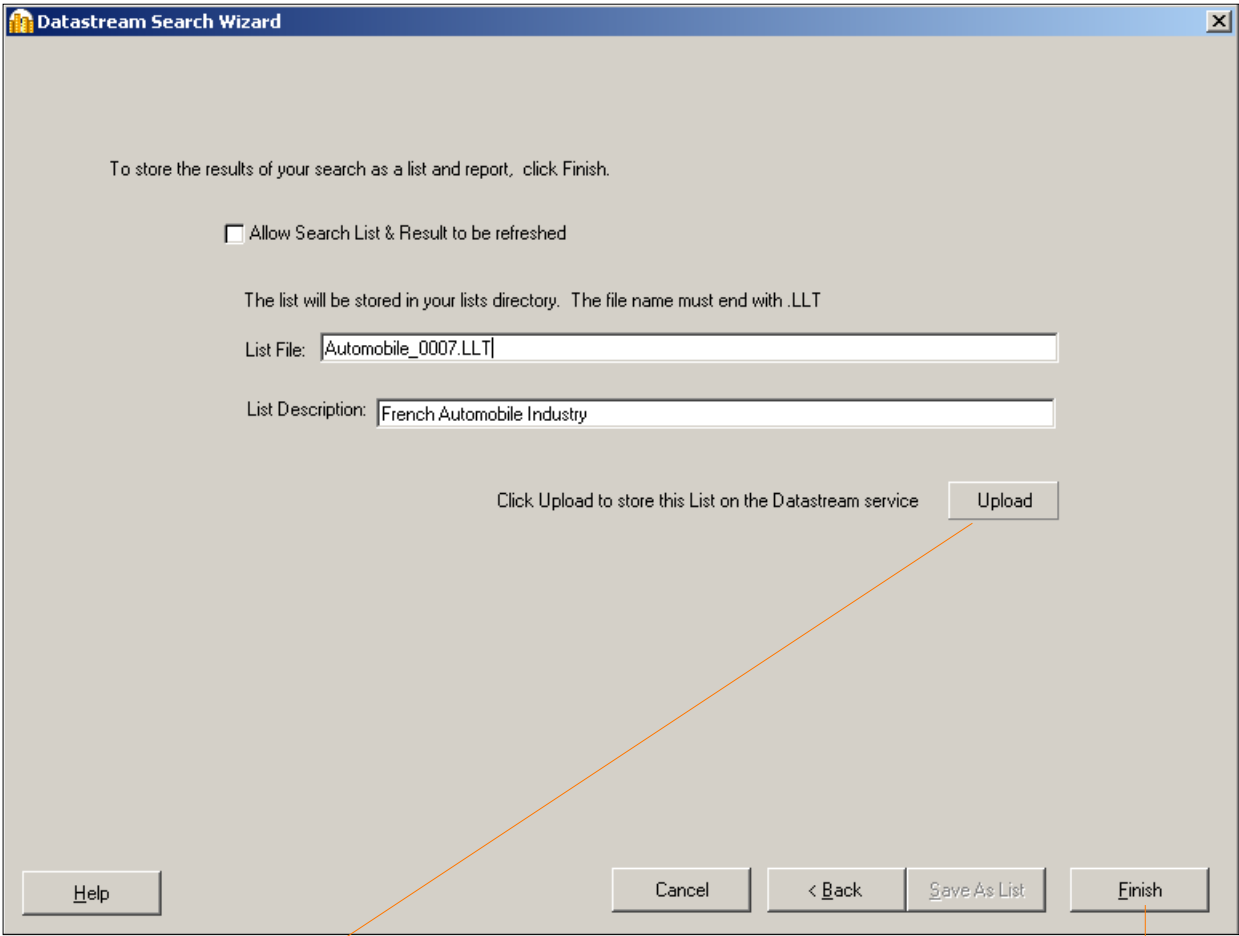 Datastream Search Wizard
To store the results of your search as a list and report, click Finish.
Allow Search List & Result to be refreshed
The list will be stored in your lists directory. The file name must end with .LLT
List File: Automobile_0007.LLT
List Description: French Automobile Industry
Click Upload to store this List on the Datastream service Upload
Help Cancel < Back Save As List Finish